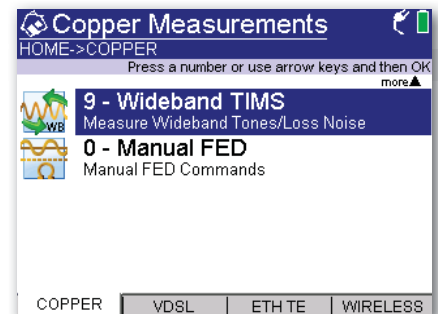 Copper Measurements
HOME->COPPER
Press a number or use arrow keys and then OK
more▲
9 - Wideband TIMS
Measure Wideband Tones/Loss Noise
WB
0 - Manual FED
Manual FED Commands
Ω
COPPER VDSL ETH TE WIRELESS